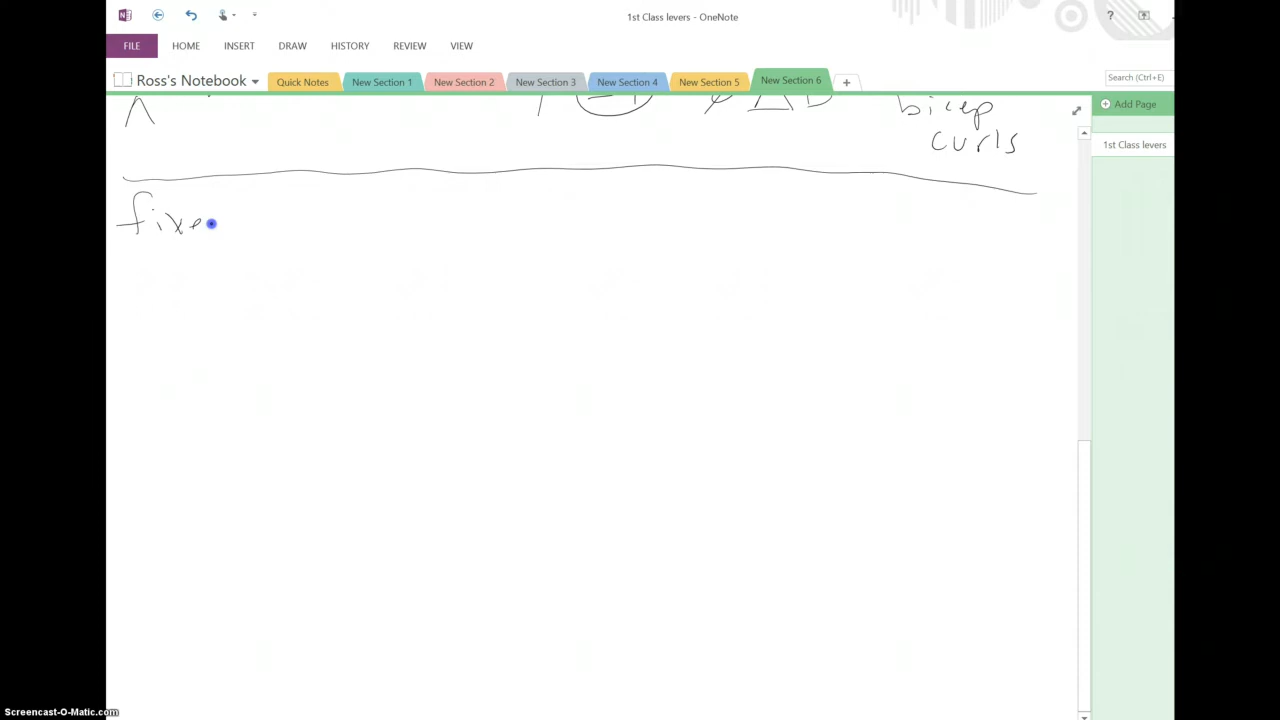 1st Class levers - OneNote
?
FILE HOME INSERT DRAW HISTORY REVIEW VIEW
Ross's Notebook Quick Notes New Section 1 New Section 2 New Section 3 New Section 4 New Section 5 New Section 6 +
Search (Ctrl+E)
Add Page
1st Class levers
bicep
curls
fixe
Screencast-O-Matic.com